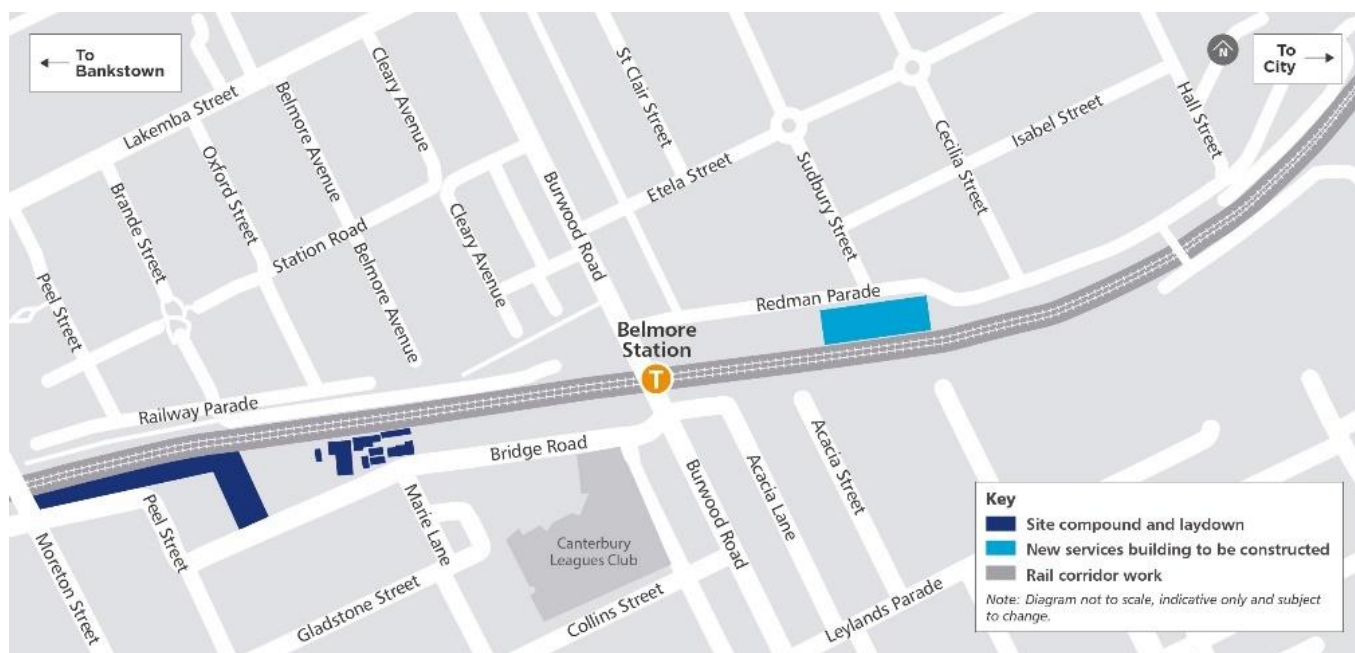 To
Bankstown
N
To
City
Lakemba Street
Cleary Avenue
St Clair Street
Belmore Avenue
Oxford Street
Brande Street
Peel Street
Station Road
Belmore Avenue
Cleary Avenue
Burwood Road
Etela Street
Sudbury Street
Cecilia Street
Isabel Street
Hall Street
Redman Parade
Belmore
Station
T
Railway Parade
Bridge Road
Peel Street
Moreton Street
Marie Lane
Gladstone Street
Canterbury
Leagues Club
Collins Street
Burwood Road
Acacia Lane
Acacia Street
Leylands Parade
Key
Site compound and laydown
New services building to be constructed
Rail corridor work
Note: Diagram not to scale, indicative only and subject
to change.